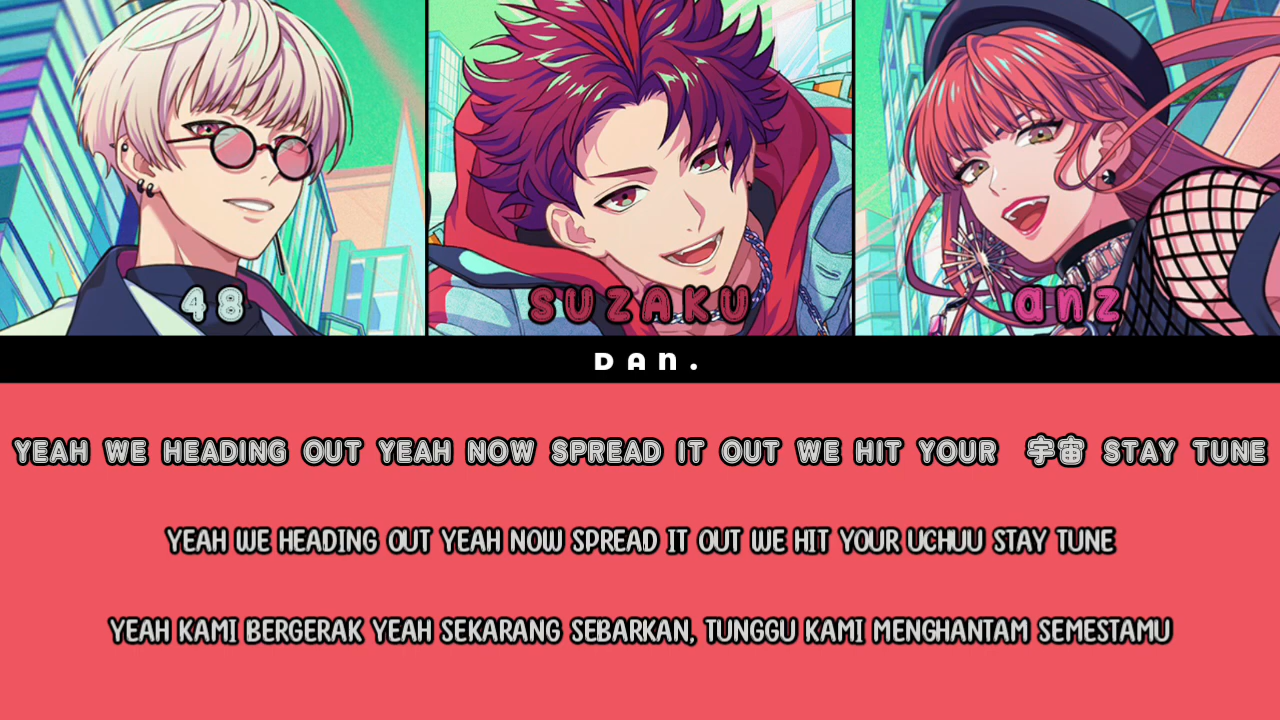 48
SUZAKU
anz
DAN.
YEAH WE HEADING OUT YEAH NOW SPREAD IT OUT WE HIT YOUR 宇宙 STAY TUNE
YEAH WE HEADING OUT YEAH NOW SPREAD IT OUT WE HIT YOUR UCHUU STAY TUNE
YEAH KAMI BERGERAK YEAH SEKARANG SEBARKAN, TUNGGU KAMI MENGHANTAM SEMESTAMU